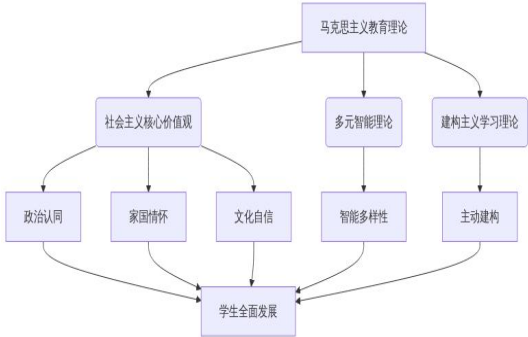 马克思主义教育理论
社会主义核心价值观
多元智能理论
建构主义学习理论
政治认同
家国情怀
文化自信
智能多样性
主动建构
学生全面发展